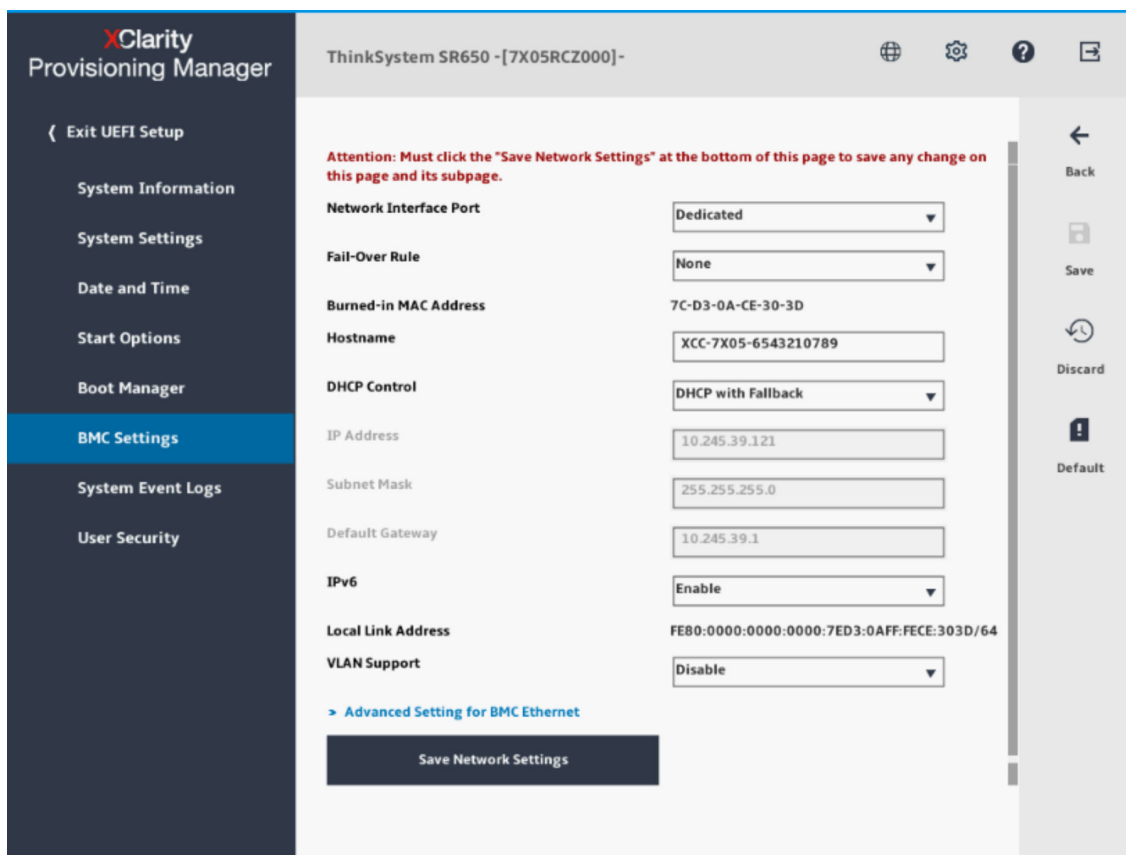 XClarity
Provisioning Manager
ThinkSystem SR650 -[7X05RCZ000]-
❬ Exit UEFI Setup
System Information
System Settings
Date and Time
Start Options
Boot Manager
BMC Settings
System Event Logs
User Security
Attention: Must click the "Save Network Settings" at the bottom of this page to save any change on
this page and its subpage.
Network Interface Port Dedicated
Fail-Over Rule None
Burned-in MAC Address 7C-D3-0A-CE-30-3D
Hostname XCC-7X05-6543210789
DHCP Control DHCP with Fallback
IP Address 10.245.39.121
Subnet Mask 255.255.255.0
Default Gateway 10.245.39.1
IPv6 Enable
Local Link Address FE80:0000:0000:0000:7ED3:0AFF:FECE:303D/64
VLAN Support Disable
➤ Advanced Setting for BMC Ethernet
Save Network Settings
Back
Save
Discard
Default